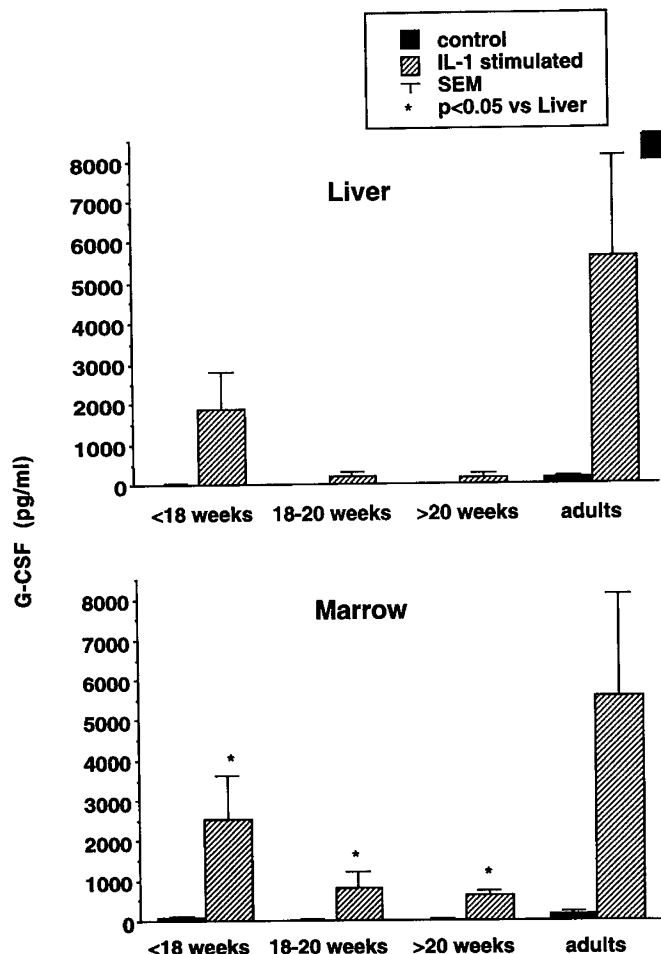 control
IL-1 stimulated
SEM
* p<0.05 vs Liver
Liver
8000
7000
6000
5000
4000
3000
2000
1000
0
<18 weeks 18-20 weeks >20 weeks adults
G-CSF (pg/ml)
Marrow
8000
7000
6000
5000
4000
3000
2000
1000
0
* * *
<18 weeks 18-20 weeks >20 weeks adults